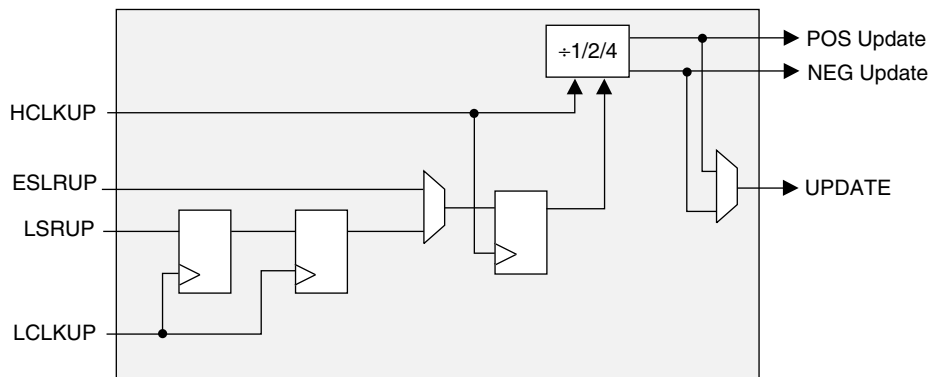 ÷1/2/4
POS Update
NEG Update
HCLKUP
ESLRUP
UPDATE
LSRUP
LCLKUP